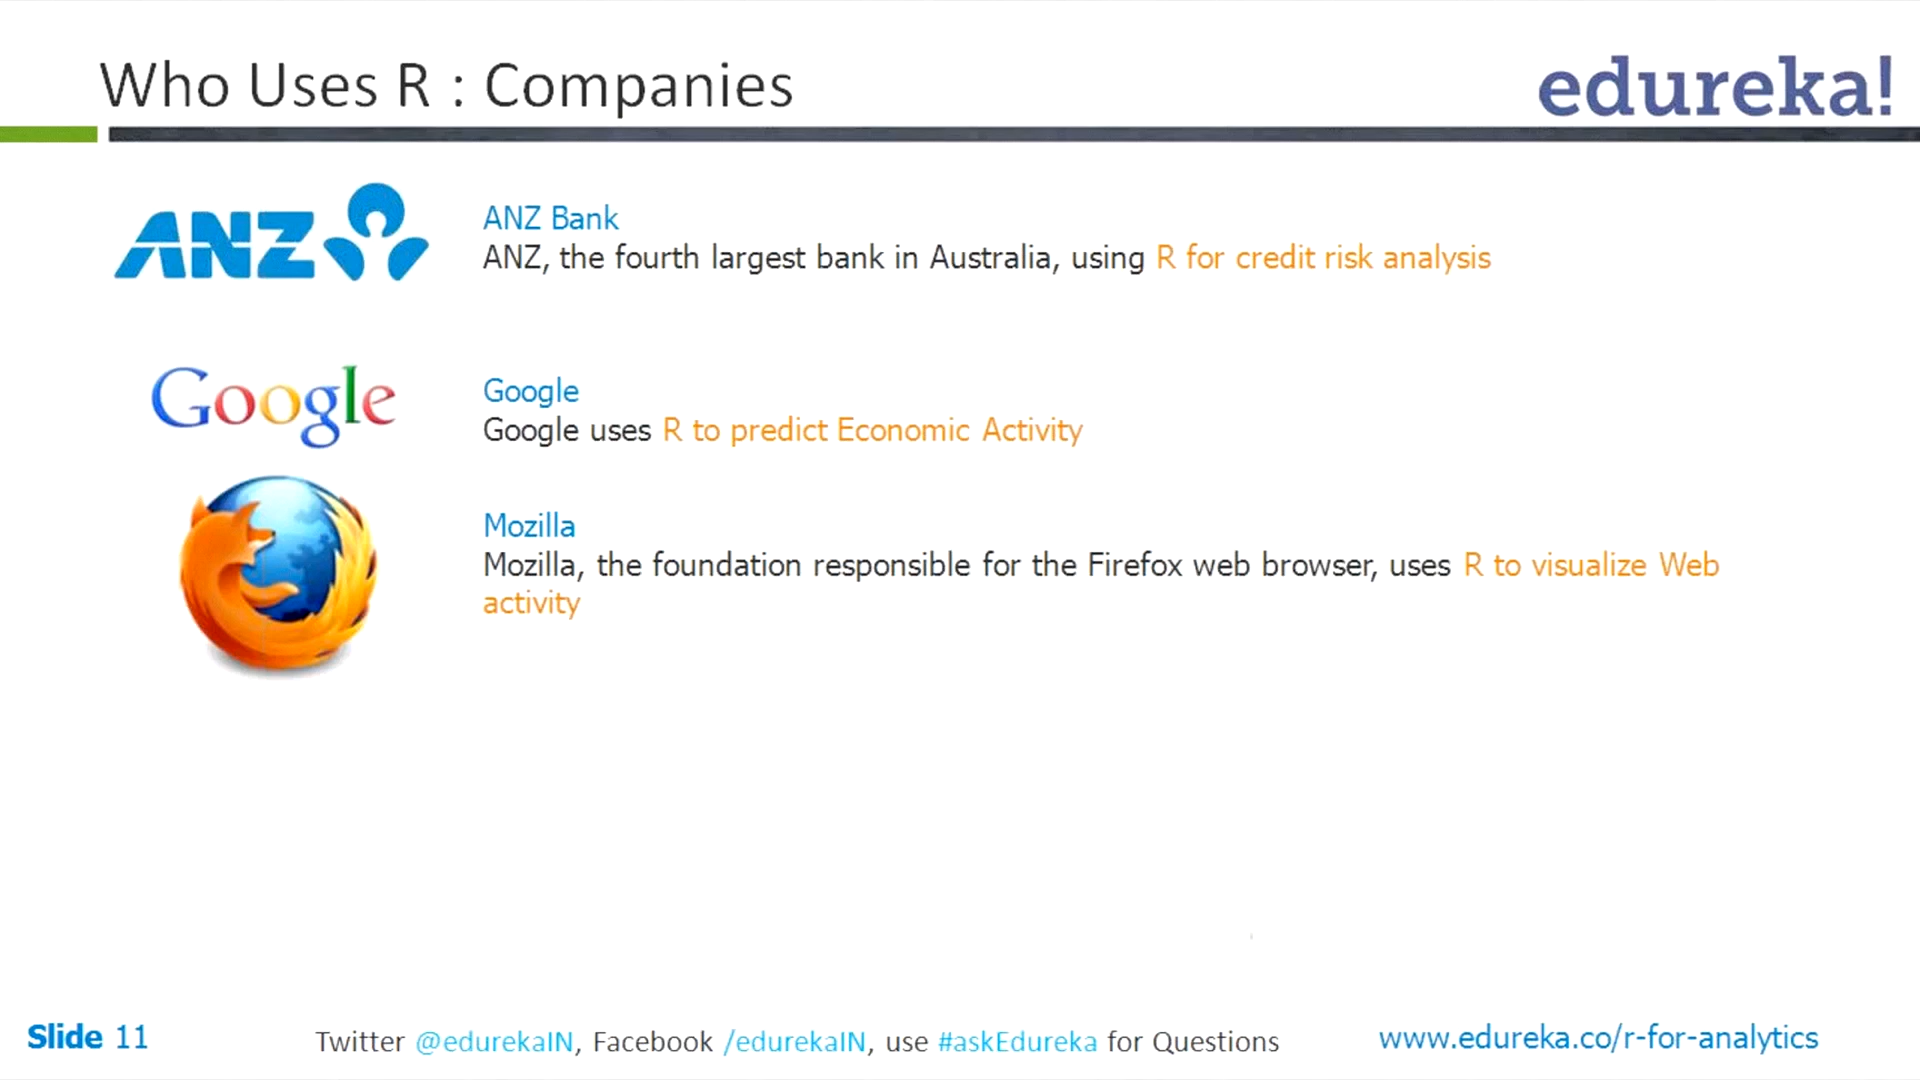 Who Uses R : Companies
edureka!
ANZ
ANZ Bank
ANZ, the fourth largest bank in Australia, using R for credit risk analysis
Google
Google
Google uses R to predict Economic Activity
Mozilla
Mozilla, the foundation responsible for the Firefox web browser, uses R to visualize Web
activity
Slide 11
Twitter @edurekaIN, Facebook /edurekaIN, use #askEdureka for Questions
www.edureka.co/r-for-analytics